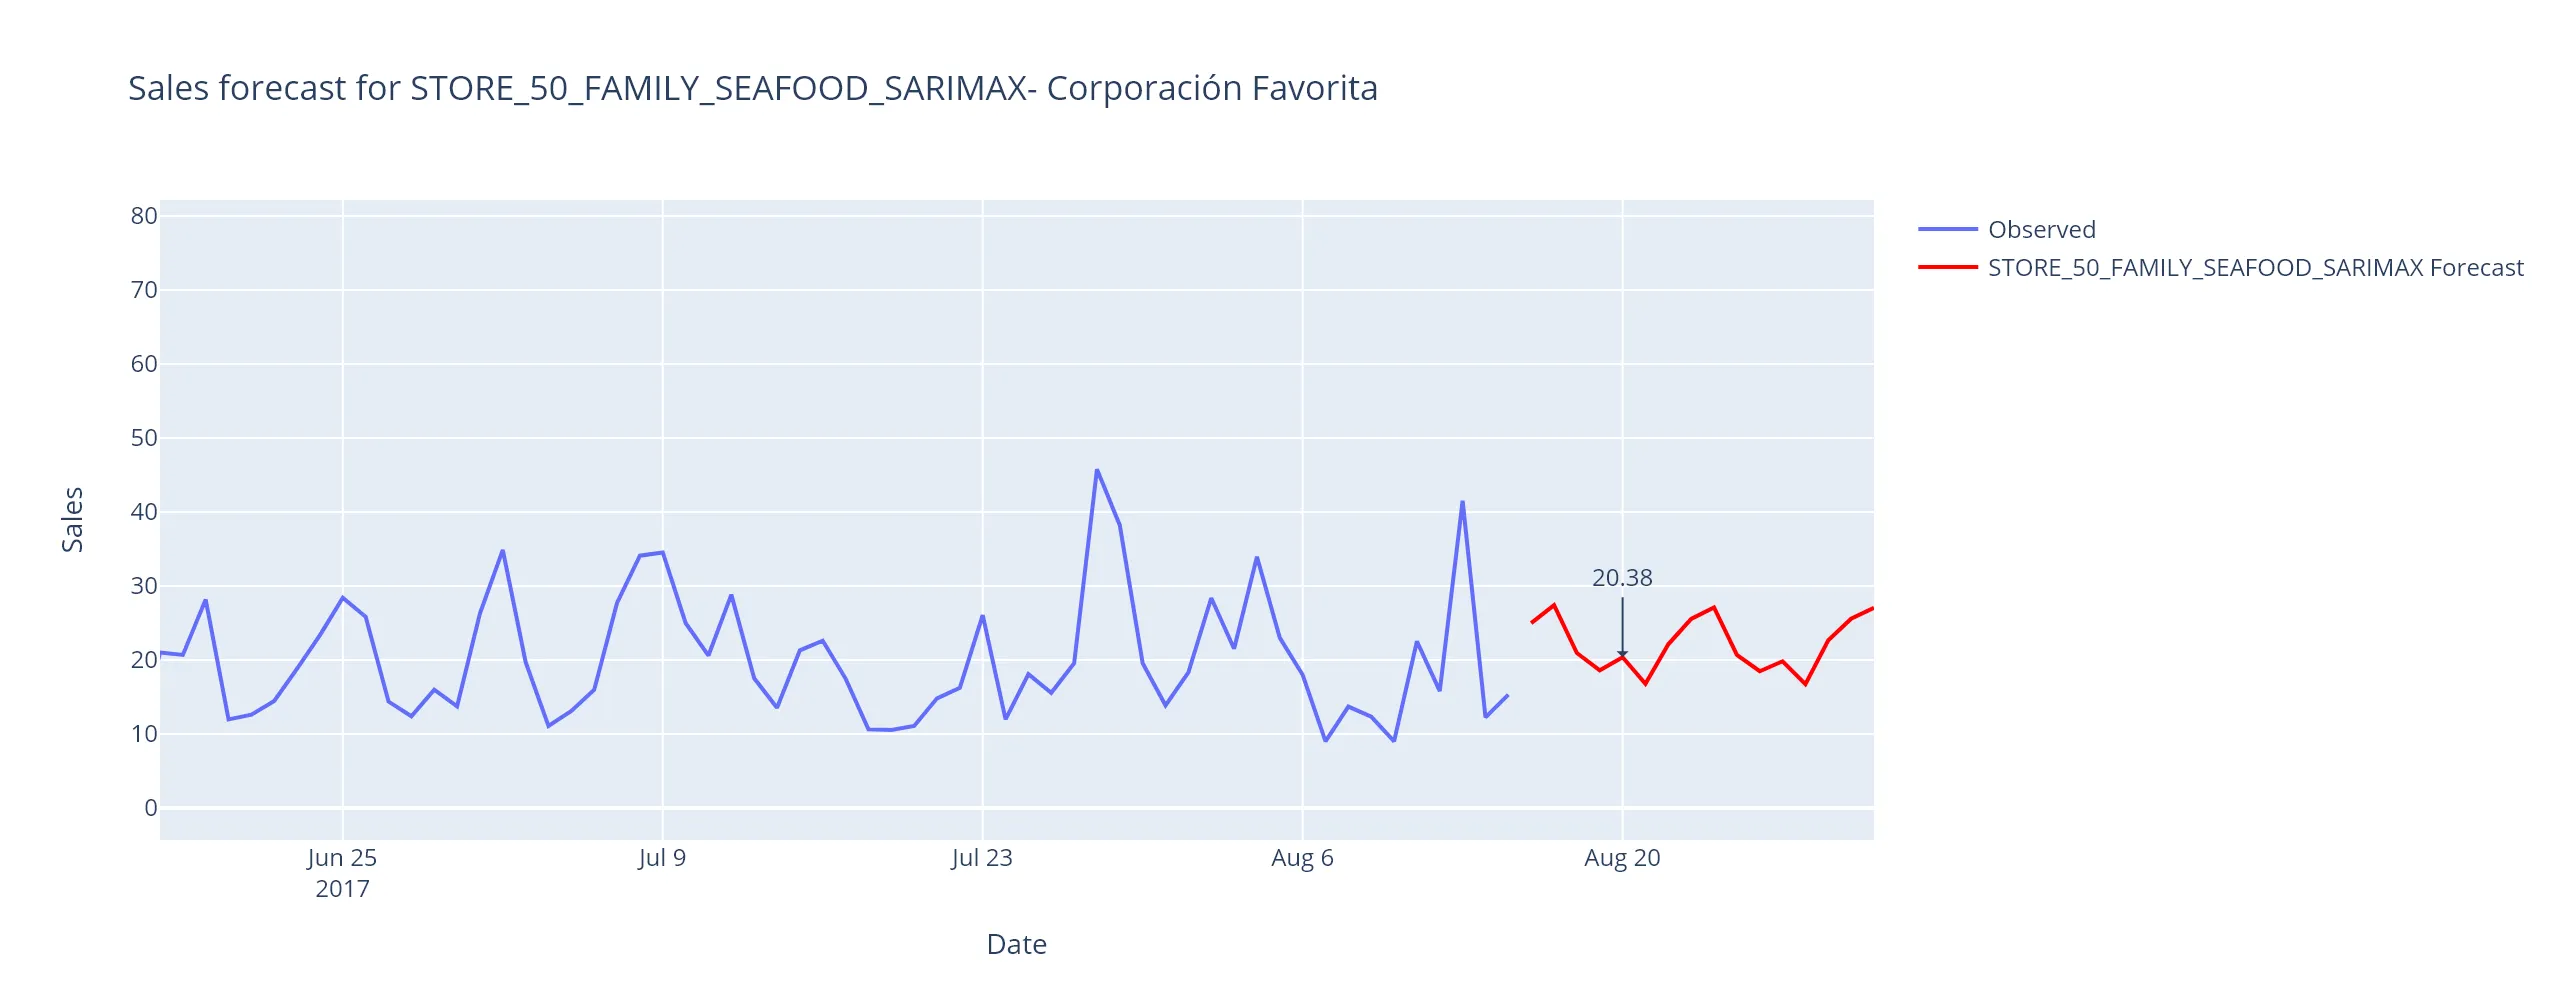 Sales forecast for STORE_50_FAMILY_SEAFOOD_SARIMAX- Corporación Favorita
Observed
STORE_50_FAMILY_SEAFOOD_SARIMAX Forecast
80
70
60
50
40
30
20
10
0
Sales
20.38
Jun 25
2017
Jul 9
Jul 23
Aug 6
Aug 20
Date